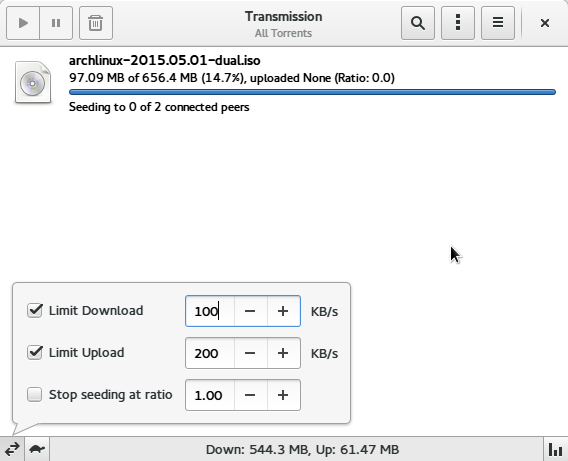 Transmission
All Torrents
archlinux-2015.05.01-dual.iso
97.09 MB of 656.4 MB (14.7%), uploaded None (Ratio: 0.0)
Seeding to 0 of 2 connected peers
Limit Download 100 KB/s
Limit Upload 200 KB/s
Stop seeding at ratio 1.00
Down: 544.3 MB, Up: 61.47 MB